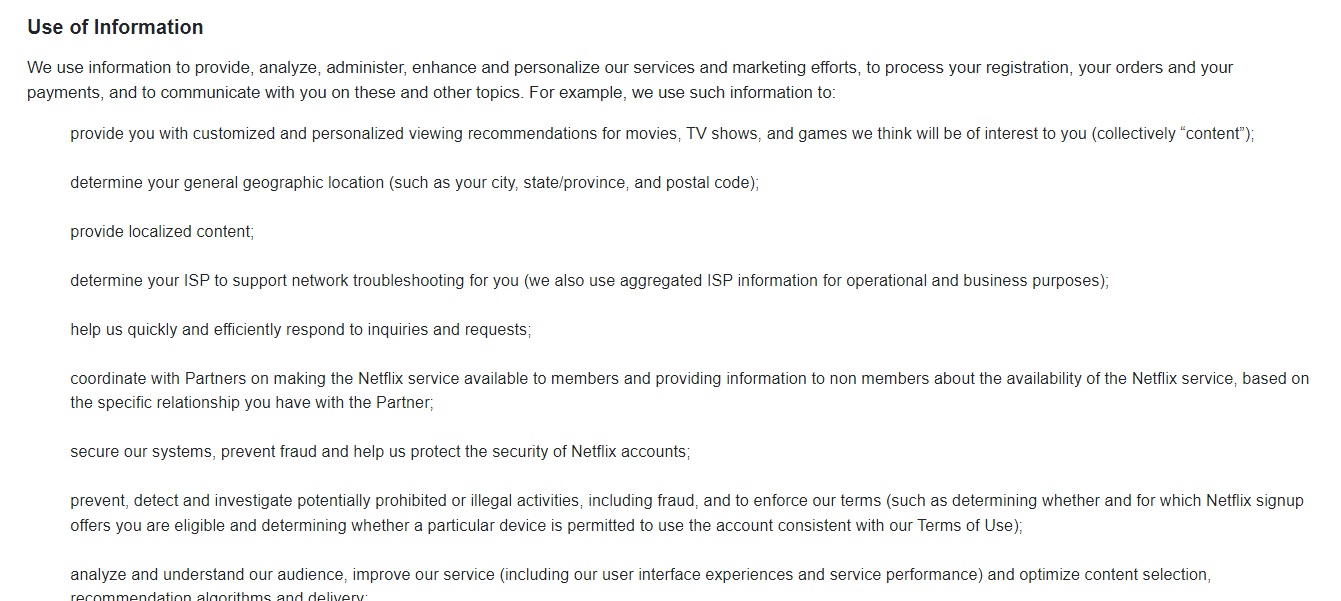 Use of Information
We use information to provide, analyze, administer, enhance and personalize our services and marketing efforts, to process your registration, your orders and your
payments, and to communicate with you on these and other topics. For example, we use such information to:
provide you with customized and personalized viewing recommendations for movies, TV shows, and games we think will be of interest to you (collectively “content”);
determine your general geographic location (such as your city, state/province, and postal code);
provide localized content;
determine your ISP to support network troubleshooting for you (we also use aggregated ISP information for operational and business purposes);
help us quickly and efficiently respond to inquiries and requests;
coordinate with Partners on making the Netflix service available to members and providing information to non members about the availability of the Netflix service, based on
the specific relationship you have with the Partner;
secure our systems, prevent fraud and help us protect the security of Netflix accounts;
prevent, detect and investigate potentially prohibited or illegal activities, including fraud, and to enforce our terms (such as determining whether and for which Netflix signup
offers you are eligible and determining whether a particular device is permitted to use the account consistent with our Terms of Use);
analyze and understand our audience, improve our service (including our user interface experiences and service performance) and optimize content selection,
recommendation algorithms and delivery;